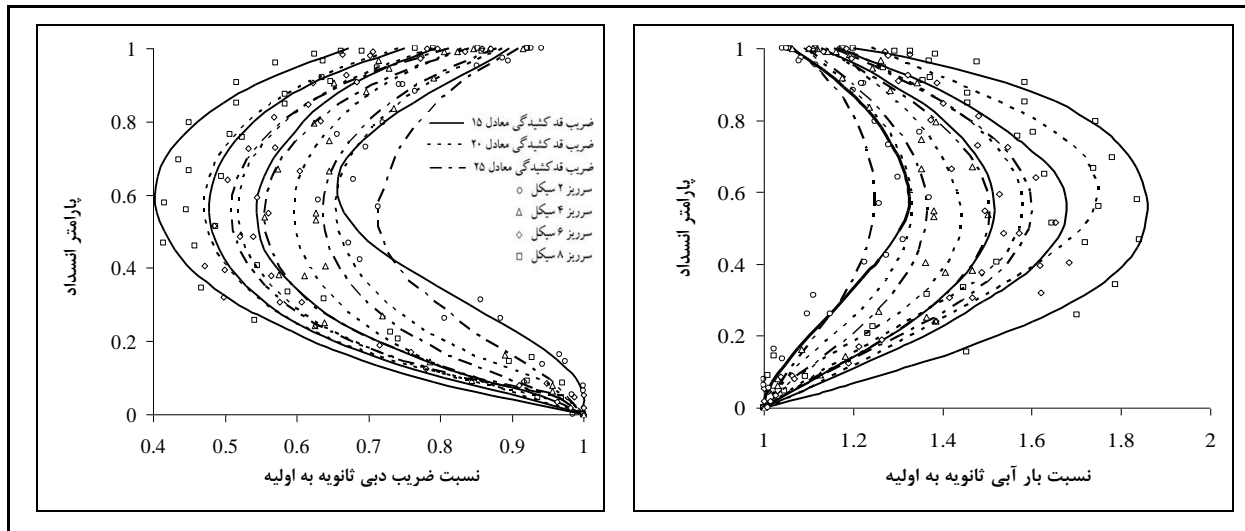 1
0.8
0.6
0.4
0.2
0
0.4 0.5 0.6 0.7 0.8 0.9 1
پارامتر انسداد
نسبت ضریب دبی ثانویه به اولیه
ضریب قد کشیدگی معادل ۱۵
ضریب قد کشیدگی معادل ۲۰
ضریب قدکشیدگی معادل ۲۵
سرریز ۲ سیکل
سرریز ۴ سیکل
سرریز ۶ سیکل
سرریز ۸ سیکل
1
0.8
0.6
0.4
0.2
0
1 1.2 1.4 1.6 1.8 2
پارامتر انسداد
نسبت بار آبی ثانویه به اولیه